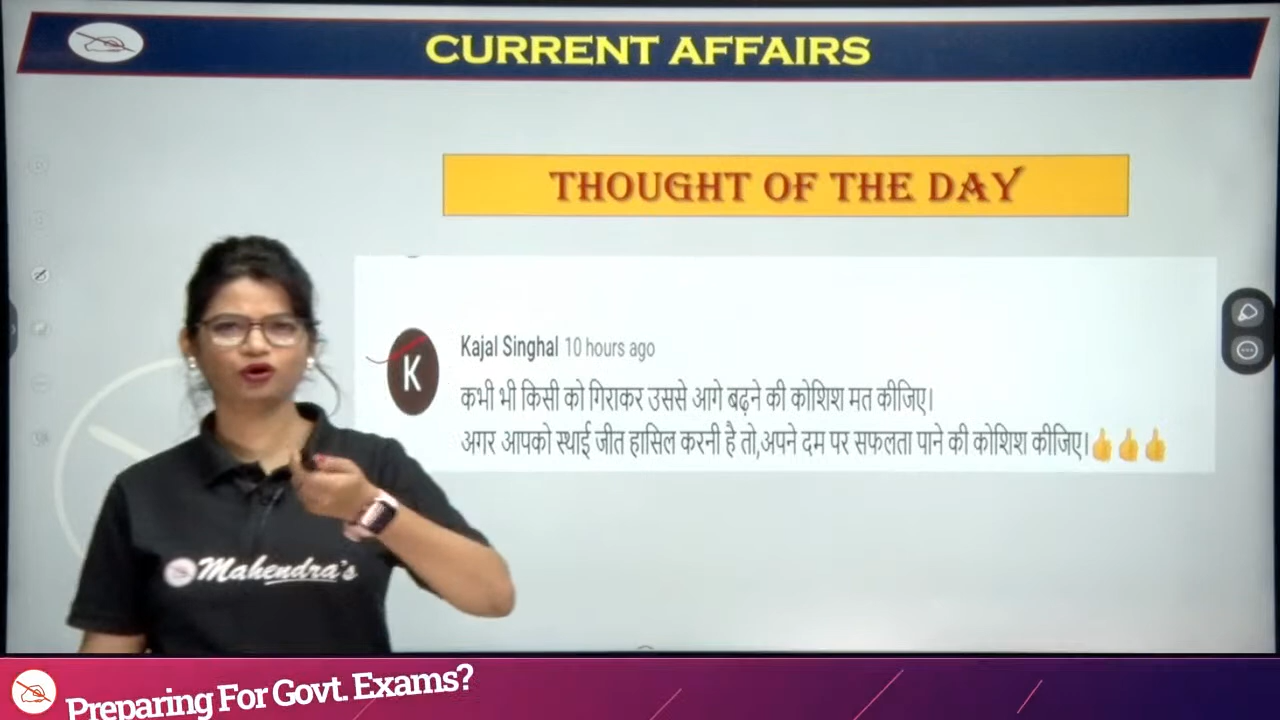 CURRENT AFFAIRS
THOUGHT OF THE DAY
K
Kajal Singhal 10 hours ago
कभी भी किसी को गिराकर उससे आगे बढ़ने की कोशिश मत कीजिए।
अगर आपको स्थाई जीत हासिल करनी है तो,अपने दम पर सफलता पाने की कोशिश कीजिए।👍👍👍
Mahendra's
Preparing For Govt. Exams?